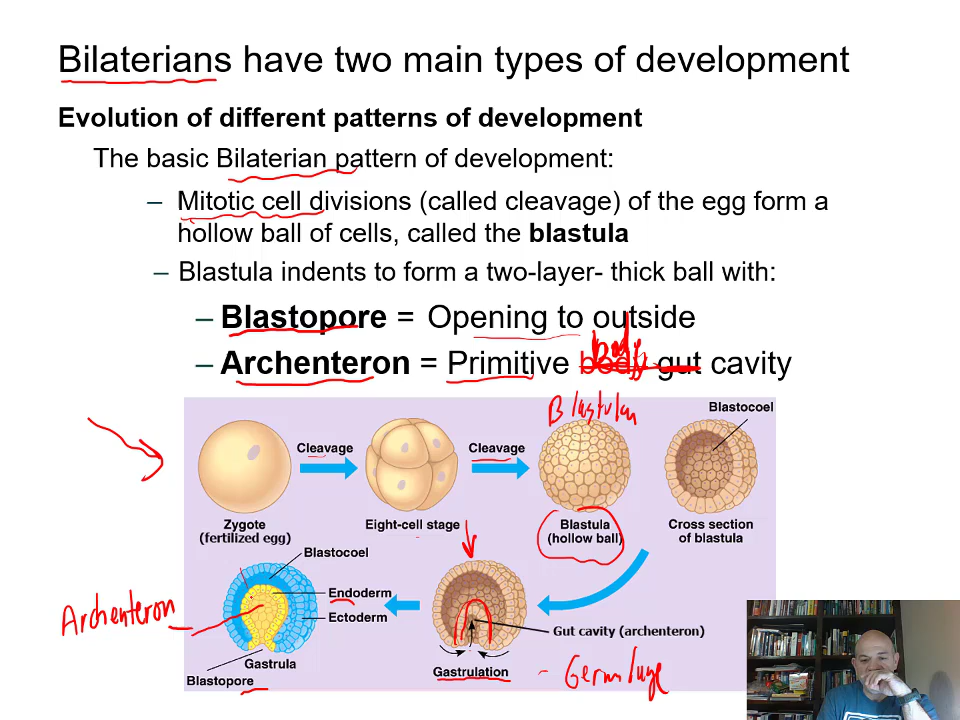 Bilaterians have two main types of development
Evolution of different patterns of development
The basic Bilaterian pattern of development:
– Mitotic cell divisions (called cleavage) of the egg form a
hollow ball of cells, called the blastula
– Blastula indents to form a two-layer- thick ball with:
– Blastopore = Opening to outside
body
– Archenteron = Primitive body gut cavity
Blastulan
Blastocoel
Cleavage
Cleavage
Zygote
(fertilized egg)
Eight-cell stage
Blastula
(hollow ball)
Cross section
of blastula
Blastocoel
Endoderm
Ectoderm
Archenteron
Gut cavity (archenteron)
Gastrula
Blastopore
Gastrulation
- Germ